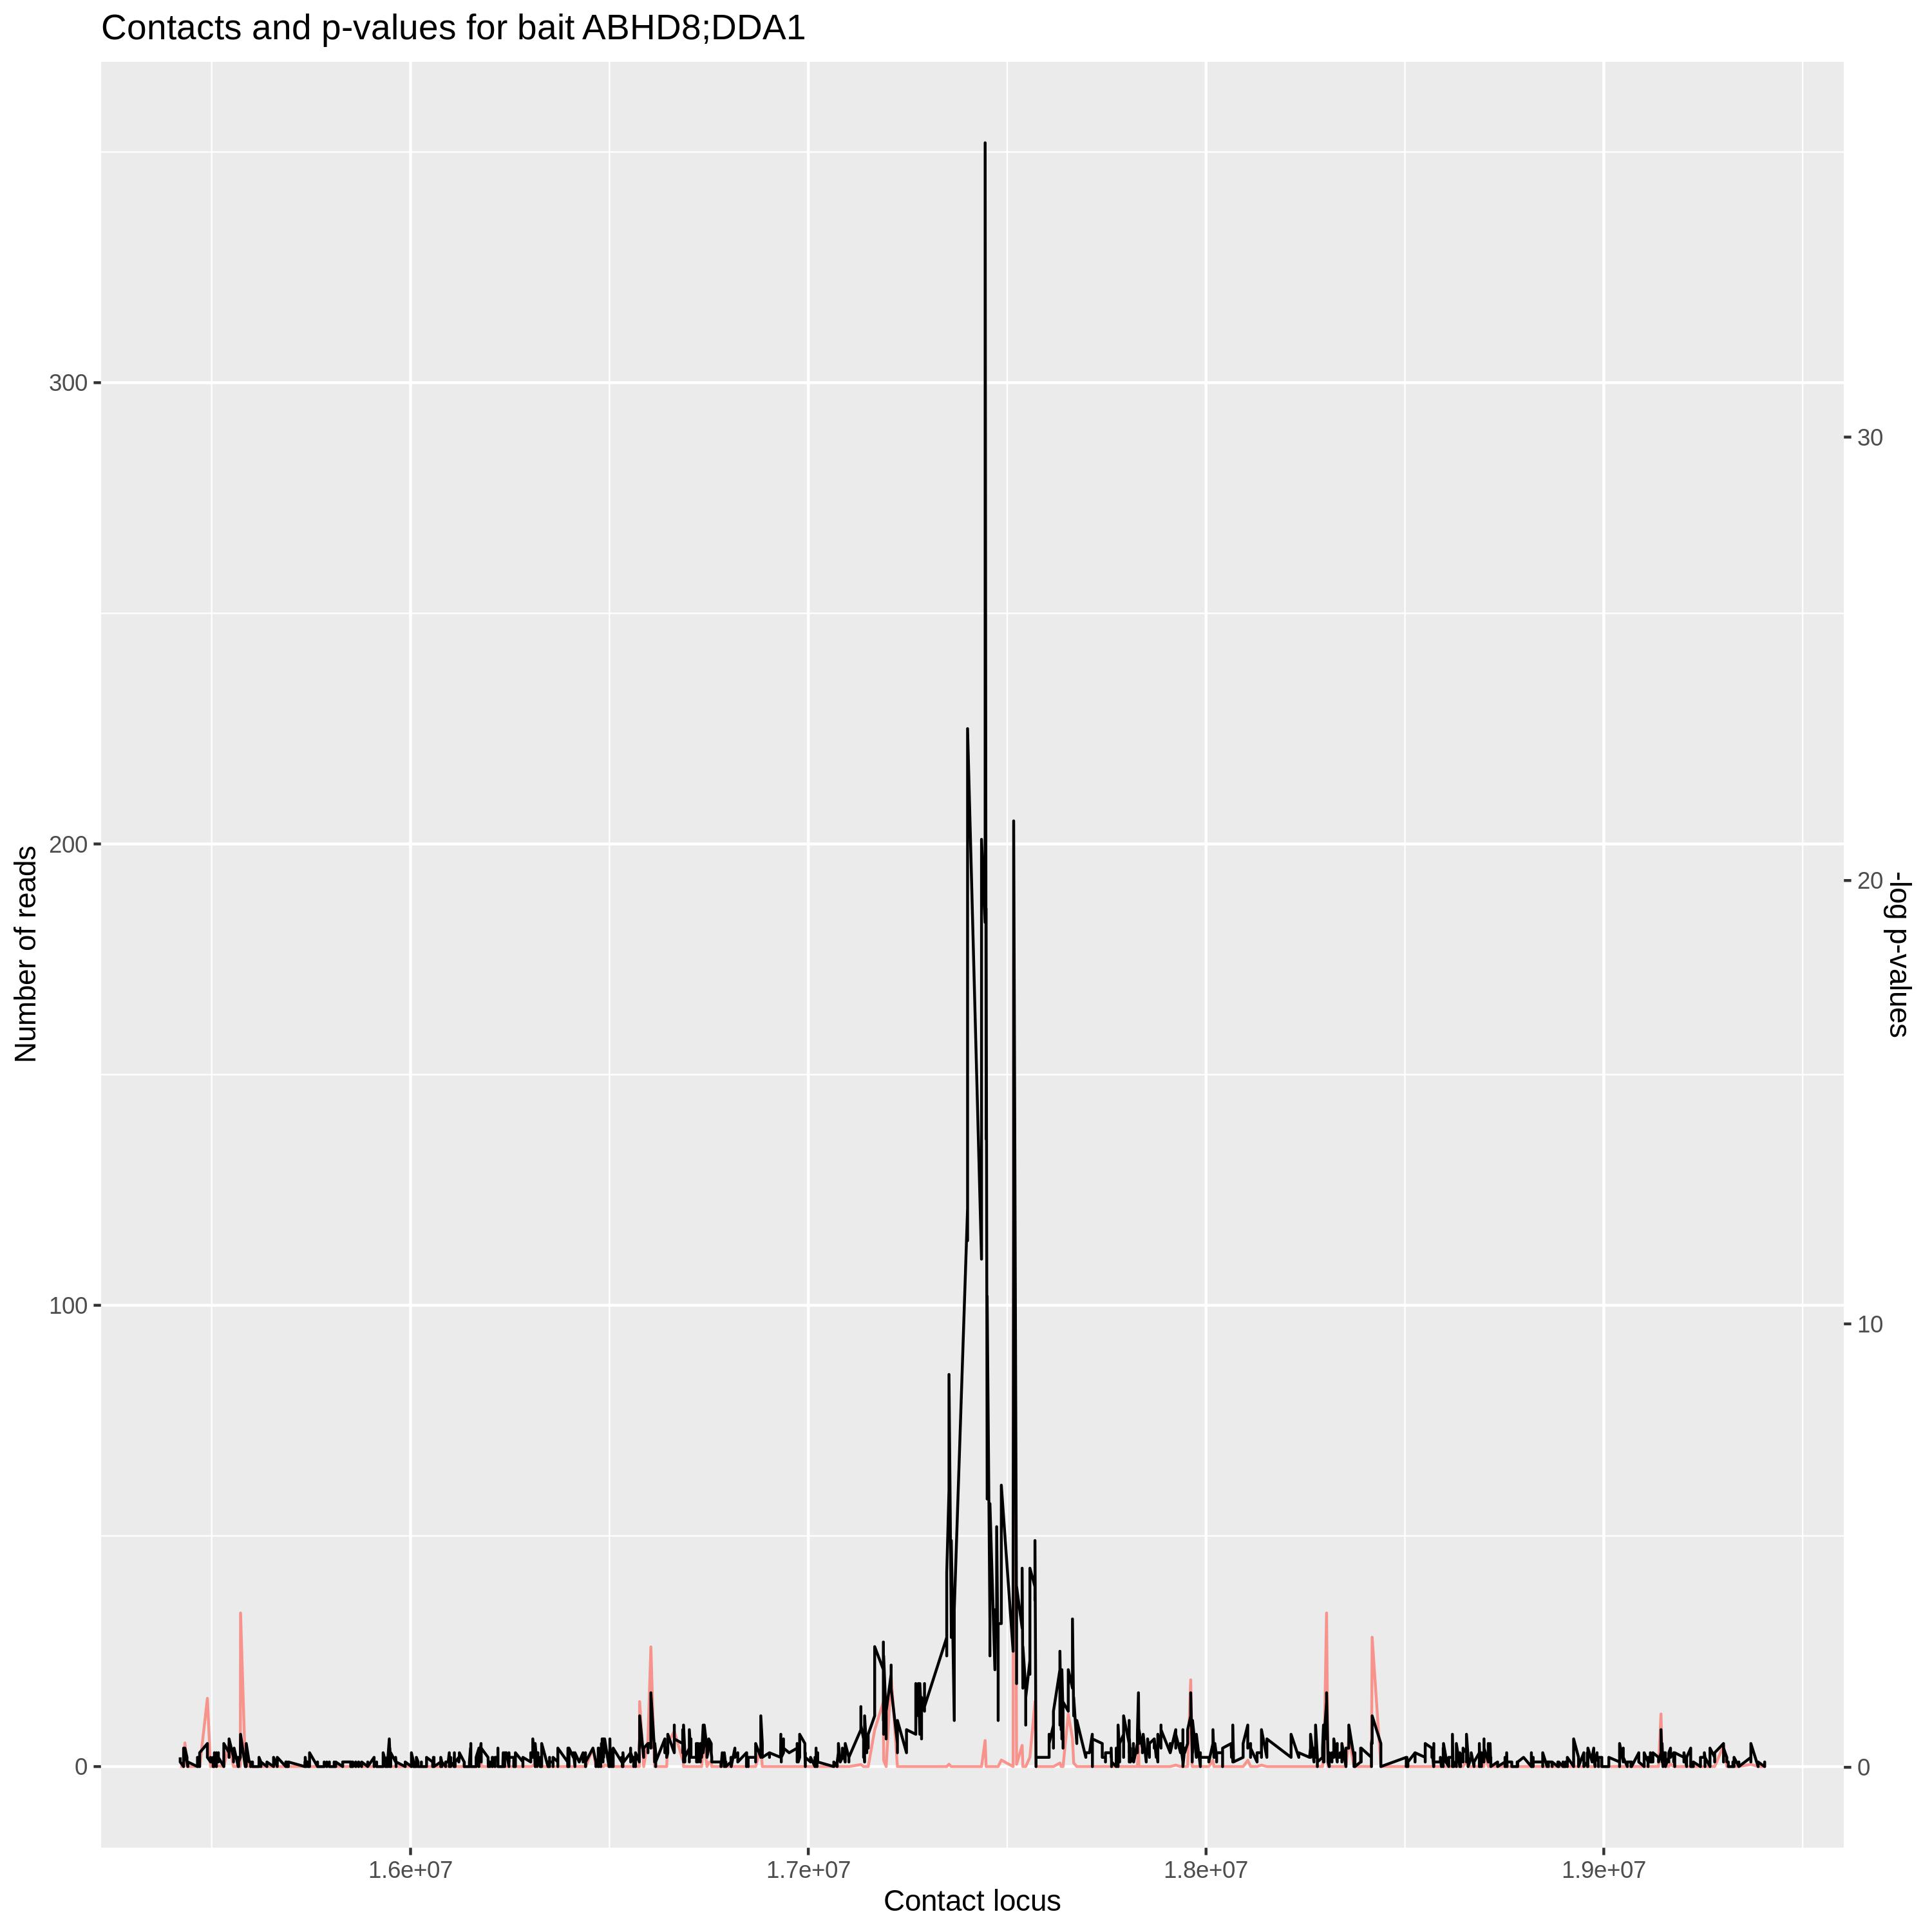 Contacts and p-values for bait ABHD8;DDA1
Number of reads
300
200
100
0
30
20
10
0
-log p-values
1.6e+07
1.7e+07
1.8e+07
1.9e+07
Contact locus